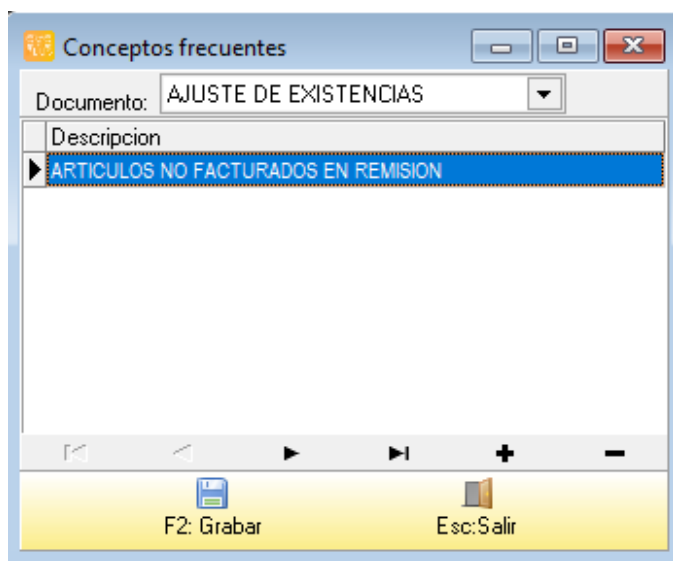 Conceptos frecuentes
Documento: AJUSTE DE EXISTENCIAS
Descripcion
ARTICULOS NO FACTURADOS EN REMISION
F2: Grabar Esc:Salir